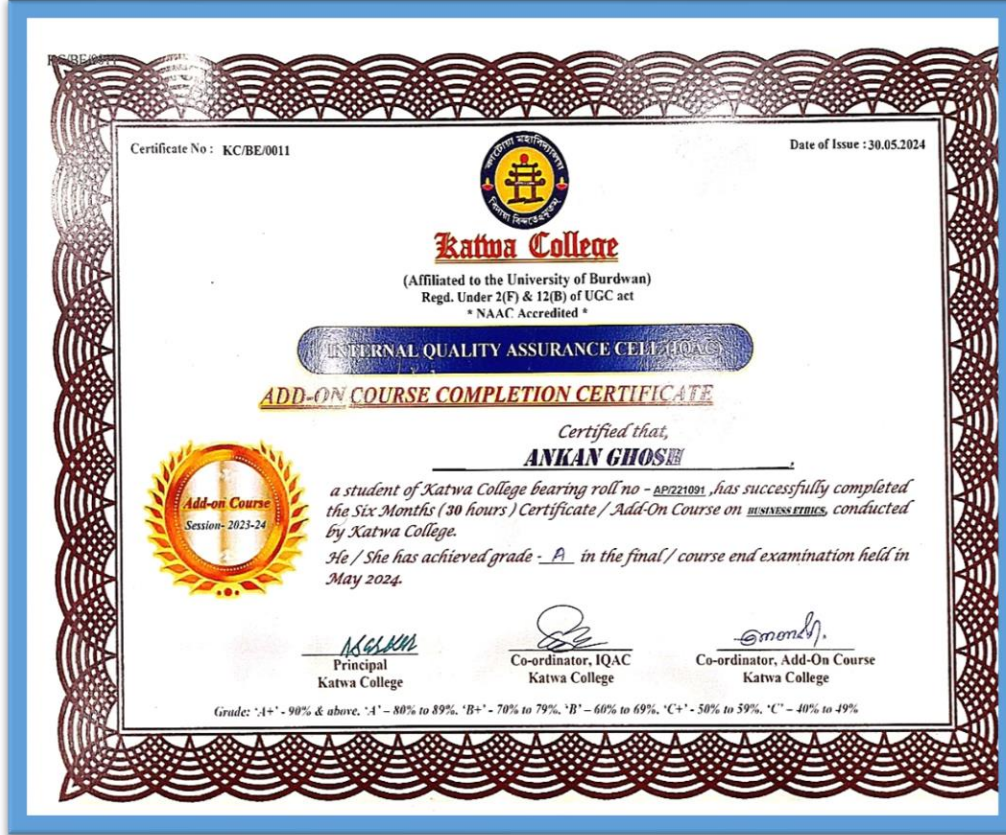 KC/BE/0011
Certificate No : KC/BE/0011
Date of Issue : 30.05.2024
কাটোয়া মহাবিদ্যালয়
Katwa College
(Affiliated to the University of Burdwan)
Regd. Under 2(F) & 12(B) of UGC act
* NAAC Accredited *
INTERNAL QUALITY ASSURANCE CELL (IQAC)
ADD-ON COURSE COMPLETION CERTIFICATE
Certified that,
ANKAN GHOSH,
Add-on Course
Session- 2023-24
a student of Katwa College bearing roll no - AP/221091 ,has successfully completed
the Six Months ( 30 hours ) Certificate / Add-On Course on BUSINESS ETHICS, conducted
by Katwa College.
He / She has achieved grade - A in the final / course end examination held in
May 2024.
Principal
Katwa College
Co-ordinator, IQAC
Katwa College
Co-ordinator, Add-On Course
Katwa College
Grade: 'A+' - 90% & above. 'A' – 80% to 89%. 'B+' - 70% to 79%. 'B' – 60% to 69%. 'C+' - 50% to 59%. 'C' – 40% to 49%